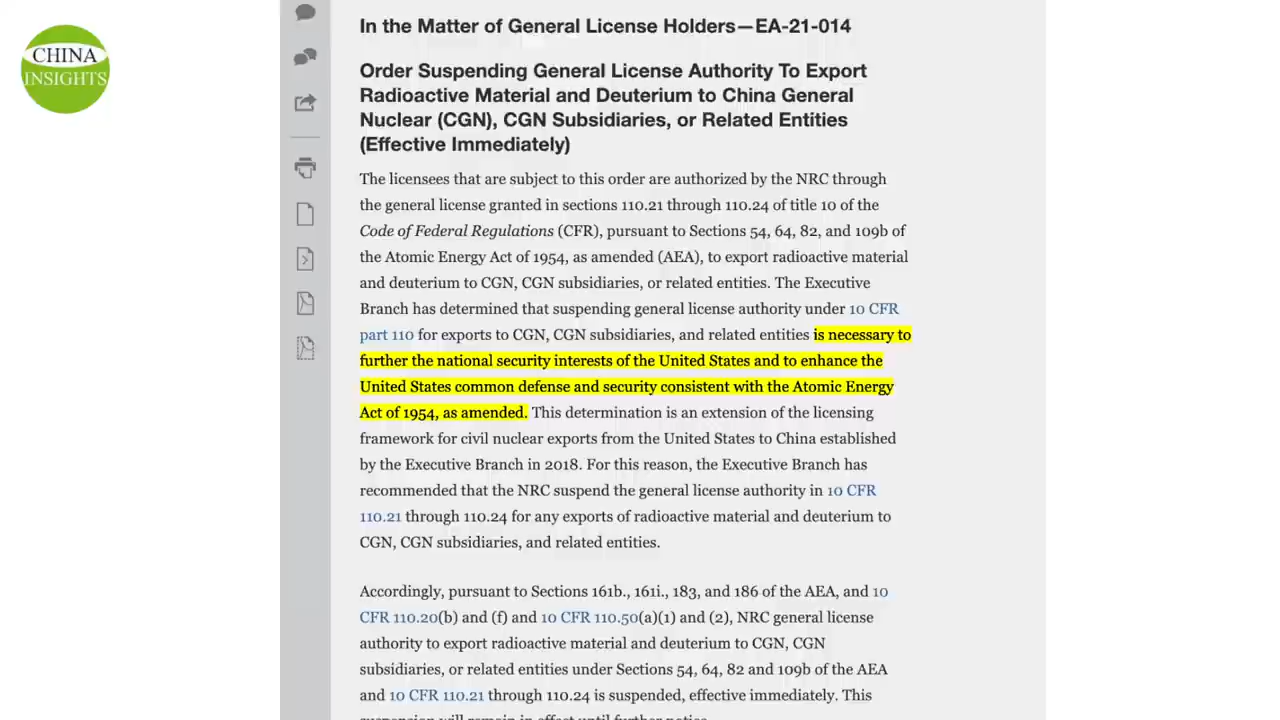 CHINA
INSIGHTS
In the Matter of General License Holders—EA-21-014
Order Suspending General License Authority To Export
Radioactive Material and Deuterium to China General
Nuclear (CGN), CGN Subsidiaries, or Related Entities
(Effective Immediately)
The licensees that are subject to this order are authorized by the NRC through
the general license granted in sections 110.21 through 110.24 of title 10 of the
Code of Federal Regulations (CFR), pursuant to Sections 54, 64, 82, and 109b of
the Atomic Energy Act of 1954, as amended (AEA), to export radioactive material
and deuterium to CGN, CGN subsidiaries, or related entities. The Executive
Branch has determined that suspending general license authority under 10 CFR
part 110 for exports to CGN, CGN subsidiaries, and related entities is necessary to
further the national security interests of the United States and to enhance the
United States common defense and security consistent with the Atomic Energy
Act of 1954, as amended. This determination is an extension of the licensing
framework for civil nuclear exports from the United States to China established
by the Executive Branch in 2018. For this reason, the Executive Branch has
recommended that the NRC suspend the general license authority in 10 CFR
110.21 through 110.24 for any exports of radioactive material and deuterium to
CGN, CGN subsidiaries, and related entities.
Accordingly, pursuant to Sections 161b., 161i., 183, and 186 of the AEA, and 10
CFR 110.20(b) and (f) and 10 CFR 110.50(a)(1) and (2), NRC general license
authority to export radioactive material and deuterium to CGN, CGN
subsidiaries, or related entities under Sections 54, 64, 82 and 109b of the AEA
and 10 CFR 110.21 through 110.24 is suspended, effective immediately. This
suspension will remain in effect until further notice.